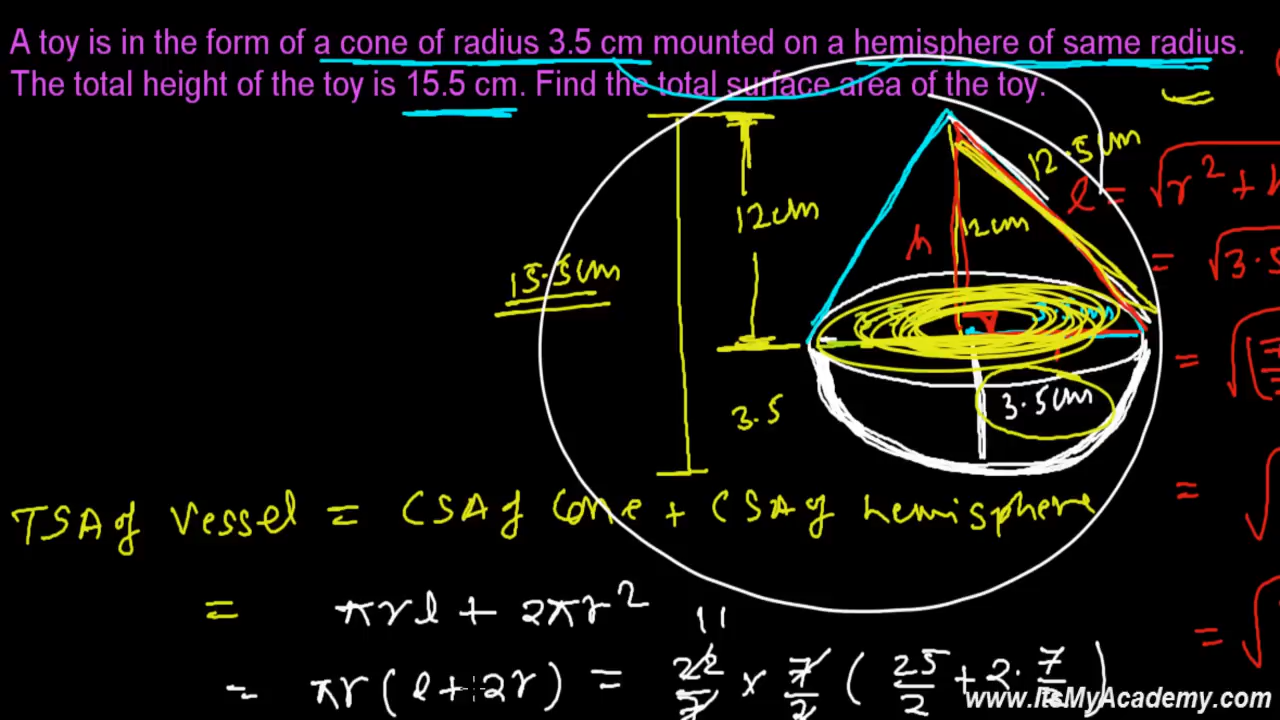 A toy is in the form of a cone of radius 3.5 cm mounted on a hemisphere of same radius.
The total height of the toy is 15.5 cm. Find the total surface area of the toy.
12.5cm
l = √r² + h
12cm
12cm
h
15.5cm
= √3.5
3.5
3.5cm
r
= √
= √
TSA of Vessel = CSA of Cone + CSA of hemisphere
= πrl + 2πr²
= √
11
= πr(l+2r) = 22/7 × 7/2 (25/2 + 2·7/2)
www.ItsMyAcademy.com